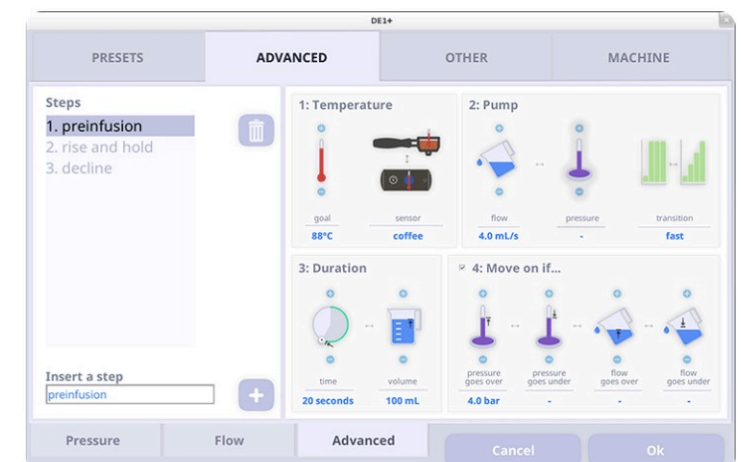 DE1+
PRESETS
ADVANCED
OTHER
MACHINE
Steps
1. preinfusion
2. rise and hold
3. decline
Insert a step
preinfusion
1: Temperature
goal
sensor
88°C
coffee
2: Pump
flow
pressure
transition
4.0 mL/s
-
fast
3: Duration
time
volume
20 seconds
100 mL
4: Move on if...
pressure
goes over
pressure
goes under
flow
goes over
flow
goes under
4.0 bar
-
-
-
Pressure
Flow
Advanced
Cancel
Ok